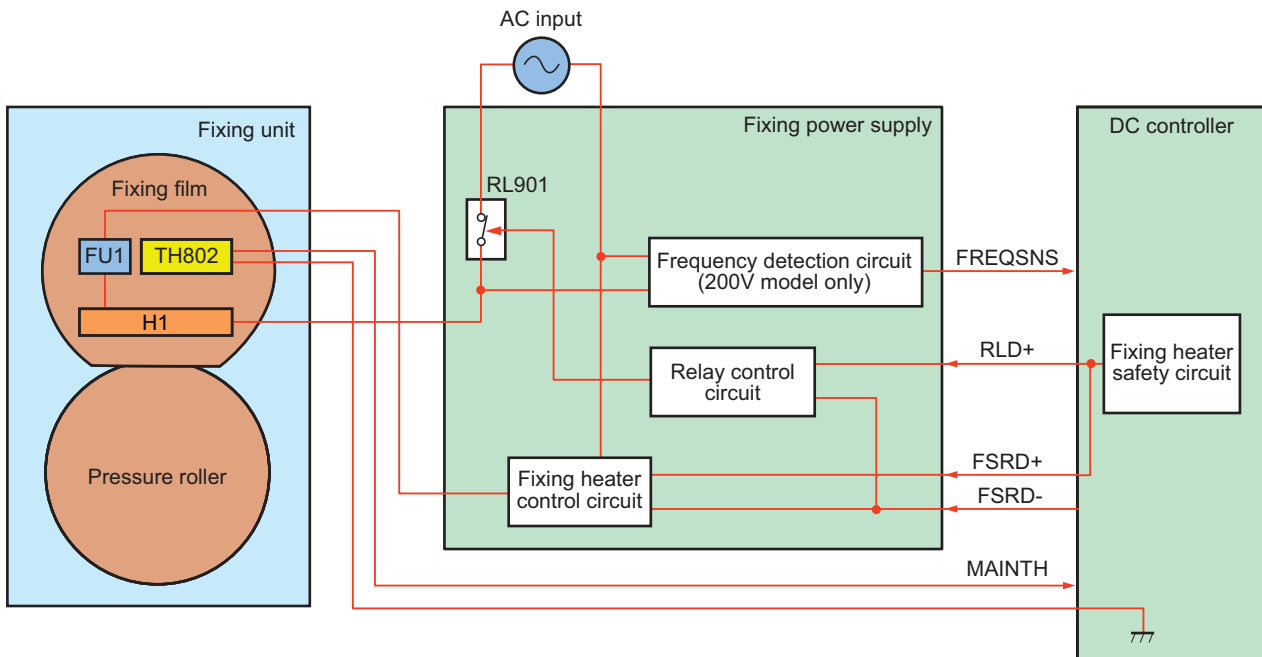 AC input
Fixing unit
Fixing power supply
DC controller
Fixing film
RL901
FU1
TH802
Frequency detection circuit
(200V model only)
FREQSNS
H1
RLD+
Fixing heater
safety circuit
Relay control
circuit
Pressure roller
Fixing heater
control circuit
FSRD+
FSRD-
MAINTH